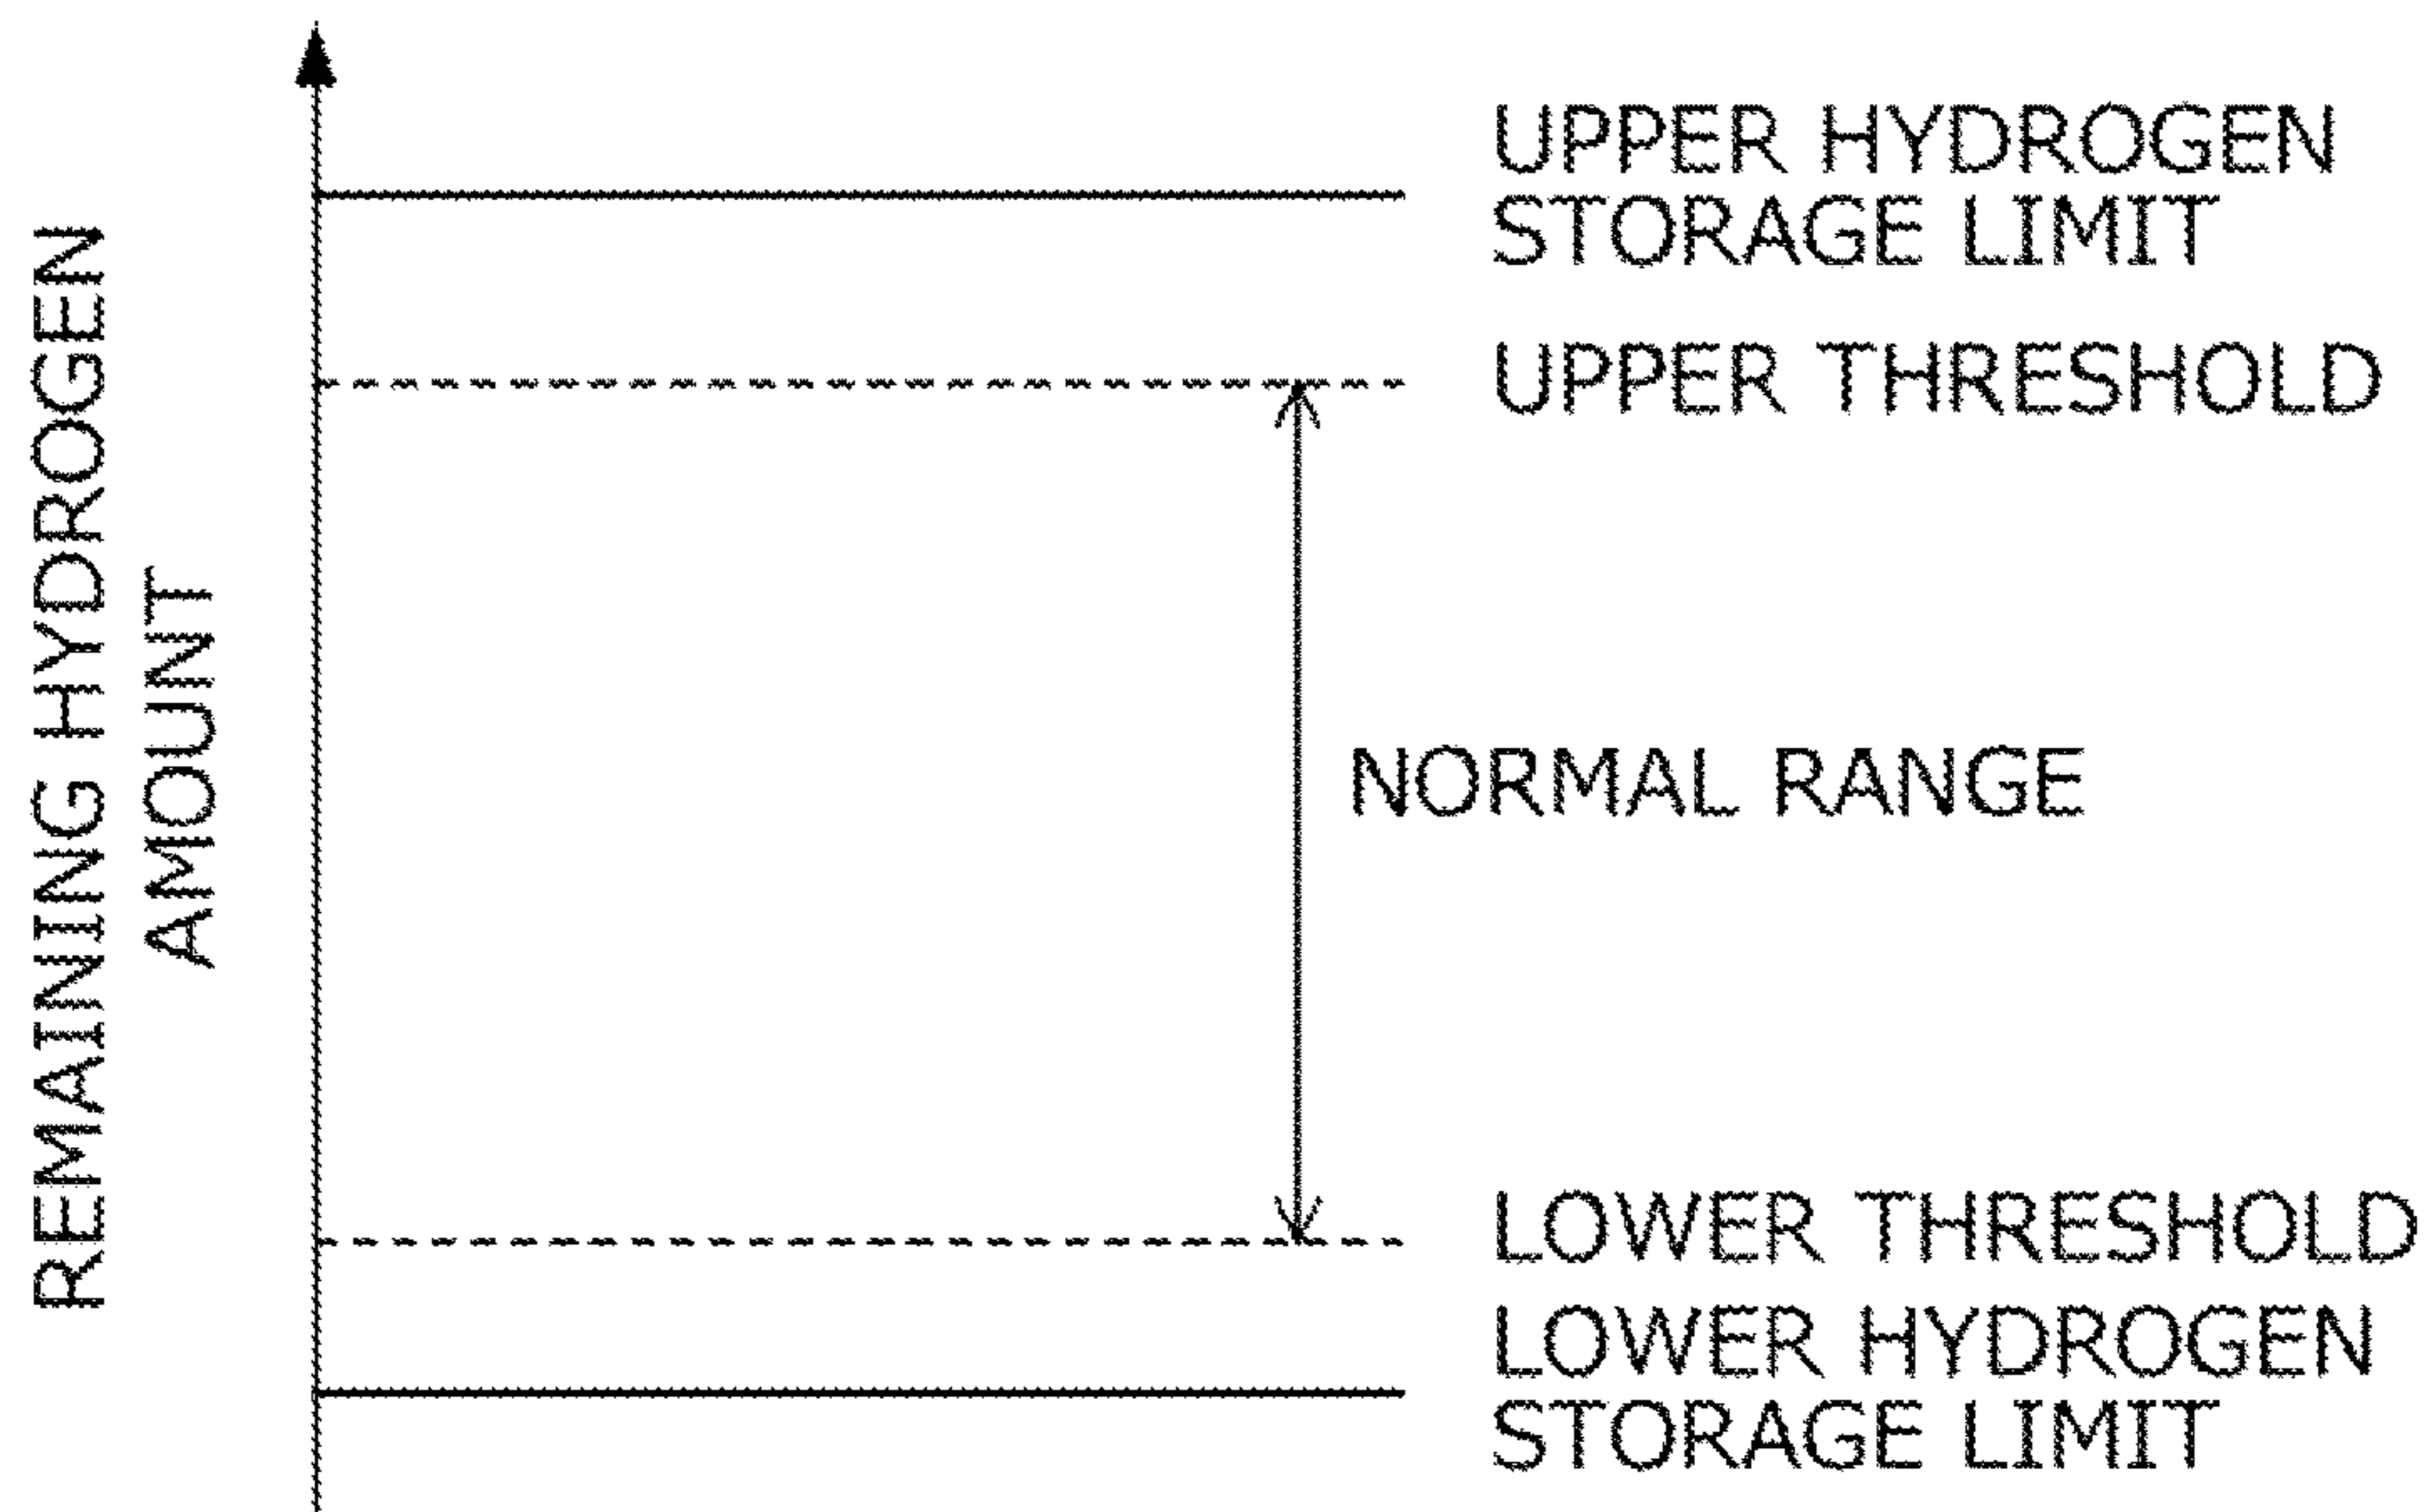 REMAINING HYDROGEN
AMOUNT
UPPER HYDROGEN
STORAGE LIMIT
UPPER THRESHOLD
NORMAL RANGE
LOWER THRESHOLD
LOWER HYDROGEN
STORAGE LIMIT